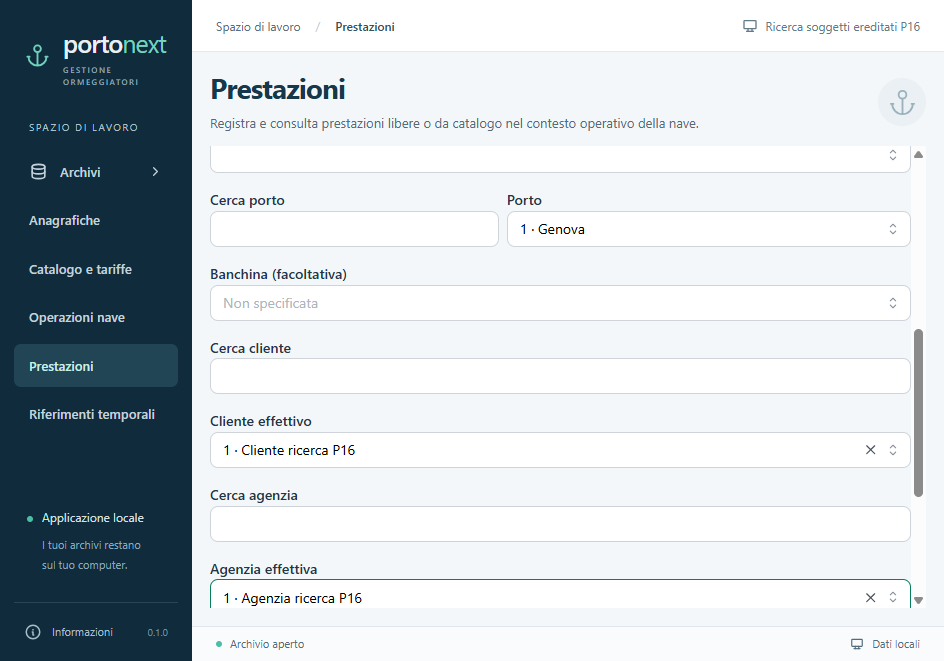 portonext
GESTIONE
ORMEGGIATORI
SPAZIO DI LAVORO
Archivi
Anagrafiche
Catalogo e tariffe
Operazioni nave
Prestazioni
Riferimenti temporali
Applicazione locale
I tuoi archivi restano
sul tuo computer.
Informazioni 0.1.0
Spazio di lavoro / Prestazioni
Ricerca soggetti ereditati P16
Prestazioni
Registra e consulta prestazioni libere o da catalogo nel contesto operativo della nave.
Cerca porto
Porto
1 · Genova
Banchina (facoltativa)
Non specificata
Cerca cliente
Cliente effettivo
1 · Cliente ricerca P16
Cerca agenzia
Agenzia effettiva
1 · Agenzia ricerca P16
Archivio aperto
Dati locali